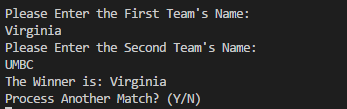 Please Enter the First Team's Name:
Virginia
Please Enter the Second Team's Name:
UMBC
The Winner is: Virginia
Process Another Match? (Y/N)